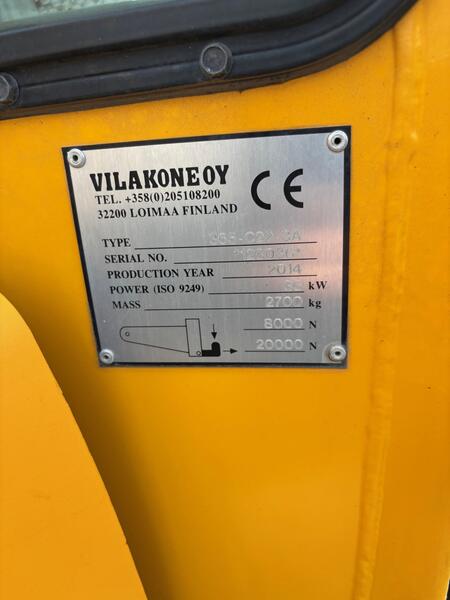 VILAKONE OY
TEL. +358(0)205108200
32200 LOIMAA FINLAND
CE
TYPE
SERIAL NO.
PRODUCTION YEAR 2014
POWER (ISO 9249) kW
MASS 2700 kg
8000 N
20000 N